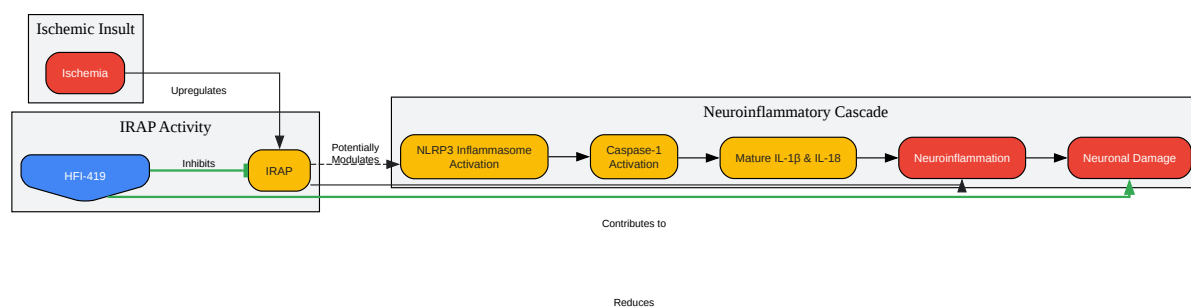 Ischemic Insult
Ischemia
Upregulates
IRAP Activity
HFI-419
Inhibits
IRAP
Potentially
Modulates
Neuroinflammatory Cascade
NLRP3 Inflammasome
Activation
Caspase-1
Activation
Mature IL-1β & IL-18
Neuroinflammation
Neuronal Damage
Contributes to
Reduces